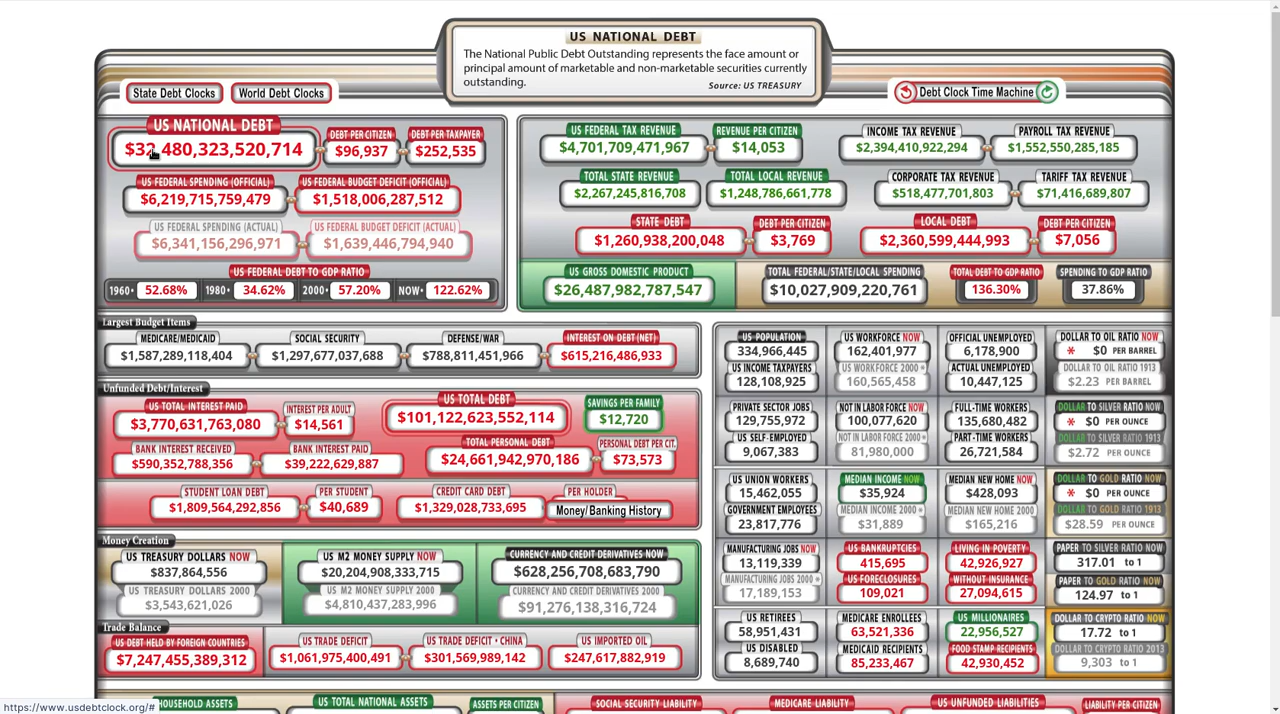 US NATIONAL DEBT
The National Public Debt Outstanding represents the face amount or
principal amount of marketable and non-marketable securities currently
outstanding.
Source: US TREASURY
State Debt Clocks World Debt Clocks
Debt Clock Time Machine
US NATIONAL DEBT
$32,480,323,520,714
DEBT PER CITIZEN
$96,937
DEBT PER TAXPAYER
$252,535
US FEDERAL SPENDING (OFFICIAL)
$6,219,715,759,479
US FEDERAL BUDGET DEFICIT (OFFICIAL)
$1,518,006,287,512
US FEDERAL SPENDING (ACTUAL)
$6,341,156,296,971
US FEDERAL BUDGET DEFICIT (ACTUAL)
$1,639,446,794,940
US FEDERAL DEBT TO GDP RATIO
1960• 52.68% 1980• 34.62% 2000• 57.20% NOW• 122.62%
US FEDERAL TAX REVENUE
$4,701,709,471,967
REVENUE PER CITIZEN
$14,053
INCOME TAX REVENUE
$2,394,410,922,294
PAYROLL TAX REVENUE
$1,552,550,285,185
TOTAL STATE REVENUE
$2,267,245,816,708
TOTAL LOCAL REVENUE
$1,248,786,661,778
CORPORATE TAX REVENUE
$518,477,701,803
TARIFF TAX REVENUE
$71,416,689,807
STATE DEBT
$1,260,938,200,048
DEBT PER CITIZEN
$3,769
LOCAL DEBT
$2,360,599,444,993
DEBT PER CITIZEN
$7,056
US GROSS DOMESTIC PRODUCT
$26,487,982,787,547
TOTAL FEDERAL/STATE/LOCAL SPENDING
$10,027,909,220,761
TOTAL DEBT TO GDP RATIO
136.30%
SPENDING TO GDP RATIO
37.86%
Largest Budget Items
MEDICARE/MEDICAID
$1,587,289,118,404
SOCIAL SECURITY
$1,297,677,037,618
DEFENSE/WAR
$788,811,451,966
INTEREST ON DEBT (NET)
$615,216,486,933
Unfunded Debt/Interest
US TOTAL INTEREST PAID
$3,770,631,763,080
INTEREST PER ADULT
$14,561
US TOTAL DEBT
$101,122,623,552,114
SAVINGS PER FAMILY
$12,720
BANK INTEREST RECEIVED
$590,352,788,356
BANK INTEREST PAID
$39,222,629,887
TOTAL PERSONAL DEBT
$24,661,942,970,186
PERSONAL DEBT PER CIT.
$73,573
STUDENT LOAN DEBT
$1,809,564,292,856
PER STUDENT
$40,689
CREDIT CARD DEBT
$1,329,028,733,695
PER HOLDER
Money/Banking History
Money Creation
US TREASURY DOLLARS NOW
$837,864,556
US TREASURY DOLLARS 2000
$3,543,621,026
US M2 MONEY SUPPLY NOW
$20,204,908,333,715
US M2 MONEY SUPPLY 2000
$4,810,437,283,996
CURRENCY AND CREDIT DERIVATIVES NOW
$628,256,708,683,790
CURRENCY AND CREDIT DERIVATIVES 2000
$91,276,138,316,724
Trade Balance
US DEBT HELD BY FOREIGN COUNTRIES
$7,247,455,389,312
US TRADE DEFICIT
$1,061,975,400,491
US TRADE DEFICIT • CHINA
$301,569,989,142
US IMPORTED OIL
$247,617,882,919
US POPULATION
334,966,445
US INCOME TAXPAYERS
128,108,925
US WORKFORCE NOW
162,401,977
US WORKFORCE 2000
160,565,458
OFFICIAL UNEMPLOYED
6,178,900
ACTUAL UNEMPLOYED
10,447,125
DOLLAR TO OIL RATIO NOW
* $0 PER BARREL
DOLLAR TO OIL RATIO 1913
$2.23 PER BARREL
PRIVATE SECTOR JOBS
129,755,972
US SELF-EMPLOYED
9,067,383
NOT IN LABOR FORCE NOW
100,077,620
NOT IN LABOR FORCE 2000
81,980,000
FULL-TIME WORKERS
135,680,482
PART-TIME WORKERS
26,721,584
DOLLAR TO SILVER RATIO NOW
* $0 PER OUNCE
DOLLAR TO SILVER RATIO 1913
$2.72 PER OUNCE
US UNION WORKERS
15,462,055
GOVERNMENT EMPLOYEES
23,817,776
MEDIAN INCOME NOW
$35,924
MEDIAN INCOME 2000
$31,889
MEDIAN NEW HOME NOW
$428,093
MEDIAN NEW HOME 2000
$165,216
DOLLAR TO GOLD RATIO NOW
* $0 PER OUNCE
DOLLAR TO GOLD RATIO 1913
$28.59 PER OUNCE
MANUFACTURING JOBS NOW
13,119,339
MANUFACTURING JOBS 2000
17,189,153
US BANKRUPTCIES
415,695
US FORECLOSURES
109,021
LIVING IN POVERTY
42,926,927
WITHOUT INSURANCE
27,094,615
PAPER TO SILVER RATIO NOW
317.01 to 1
PAPER TO GOLD RATIO NOW
124.97 to 1
US RETIREES
58,951,431
US DISABLED
8,689,740
MEDICARE ENROLLEES
63,521,336
MEDICAID RECIPIENTS
85,233,467
US MILLIONAIRES
22,956,527
FOOD STAMP RECIPIENTS
42,930,452
DOLLAR TO CRYPTO RATIO NOW
17.72 to 1
DOLLAR TO CRYPTO RATIO 2013
9,303 to 1
HOUSEHOLD ASSETS
US TOTAL NATIONAL ASSETS
ASSETS PER CITIZEN
SOCIAL SECURITY LIABILITY
MEDICARE LIABILITY
US UNFUNDED LIABILITIES
LIABILITY PER CITIZEN
https://www.usdebtclock.org/#